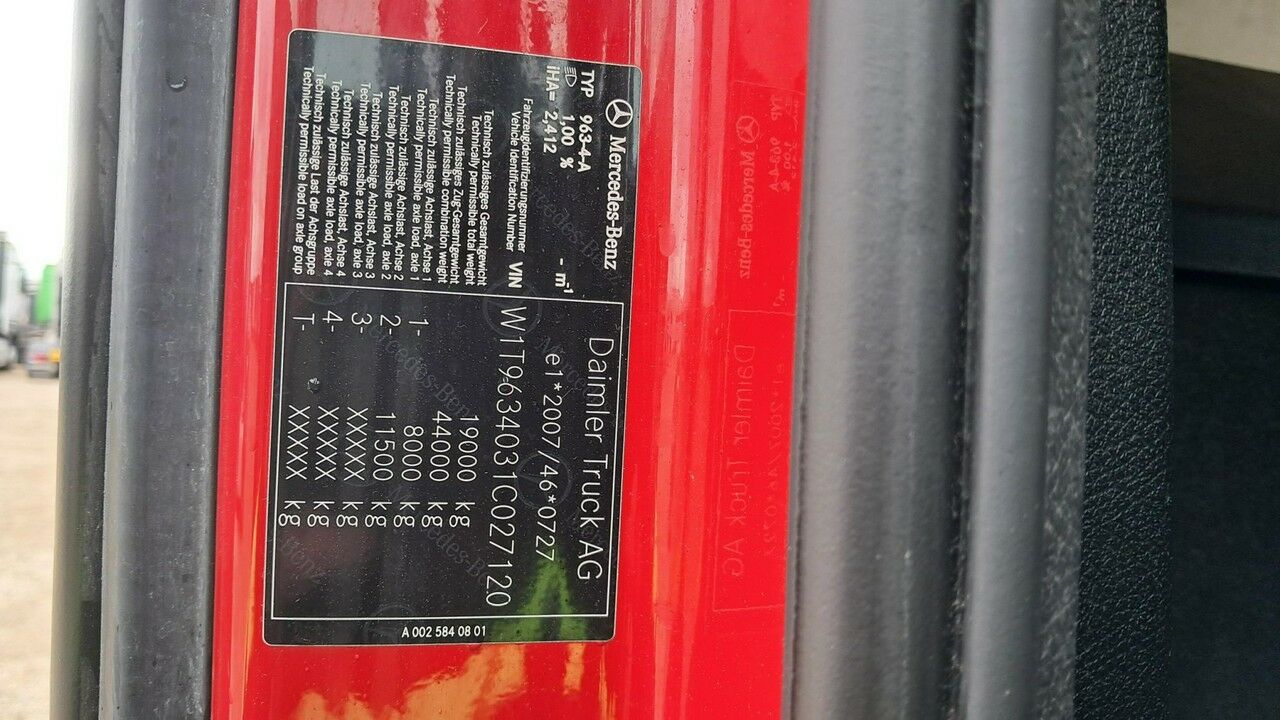 Mercedes-Benz
TYP 963-4-A
1,00 % - m-1
iHA= 2,412
Daimler Truck AG
e1*2007/46*0727
Fahrzeugidentifizierungsnummer
Vehicle Identification Number VIN W1T9634031C027120
Technisch zulässiges Gesamtgewicht
Technically permissible total weight 19000 kg
Technisch zulässiges Zug-Gesamtgewicht
Technically permissible combination weight 44000 kg
Technisch zulässige Achslast, Achse 1
Technically permissible axle load, axle 1 1- 8000 kg
Technisch zulässige Achslast, Achse 2
Technically permissible axle load, axle 2 2- 11500 kg
Technisch zulässige Achslast, Achse 3
Technically permissible axle load, axle 3 3- XXXXX kg
Technisch zulässige Achslast, Achse 4
Technically permissible axle load, axle 4 4- XXXXX kg
Technisch zulässige Last der Achsgruppe
Technically permissible load on axle group T- XXXXX kg
A 002 584 08 01